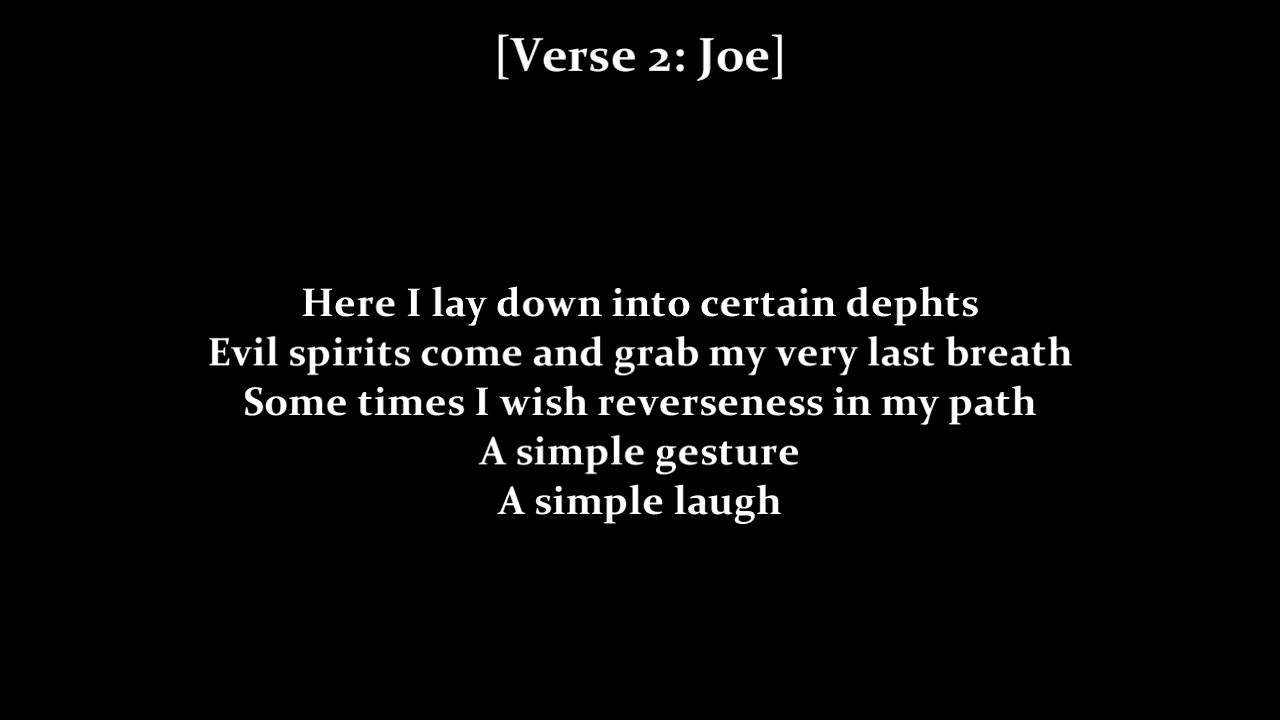 [Verse 2: Joe]
Here I lay down into certain dephts
Evil spirits come and grab my very last breath
Some times I wish reverseness in my path
A simple gesture
A simple laugh